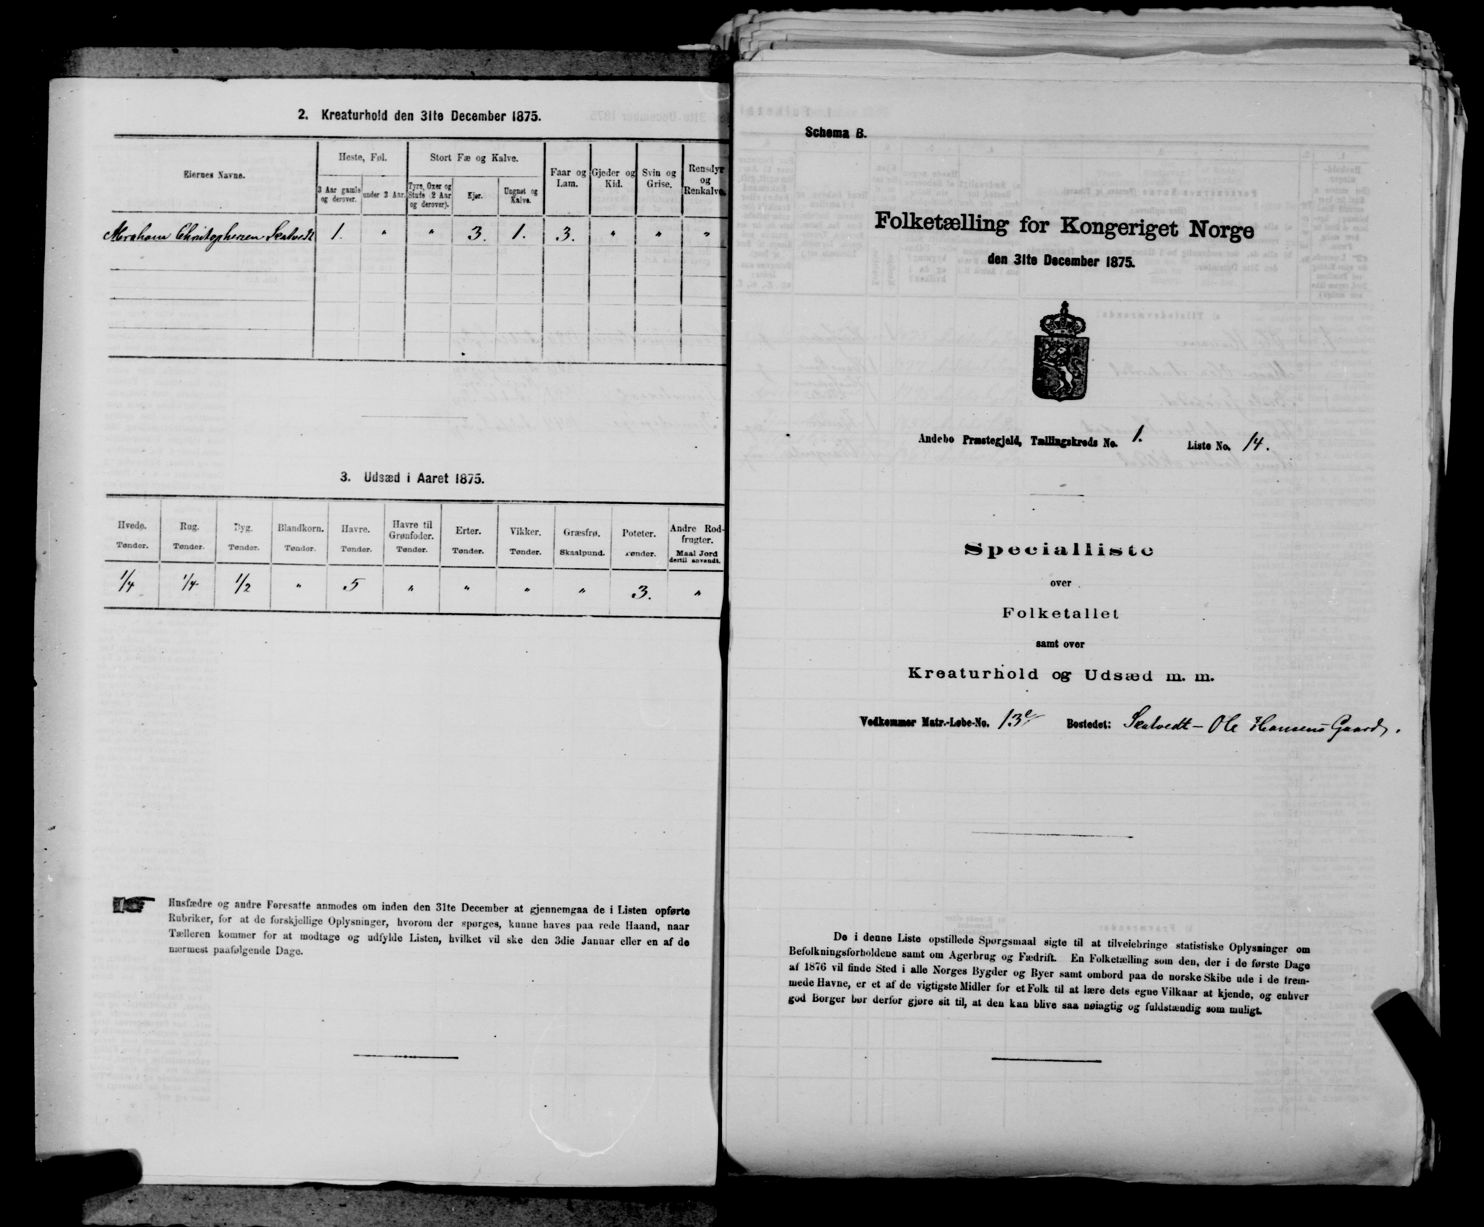 2. Kreaturhold den 31te December 1875.
Eiernes Navne.
Heste, Føl.
Stort Fæ og Kalve.
Faar og Lam.
Gjeder og Kid.
Svin og Grise.
Rensdyr og Renkalve.
3 Aar gamle og derover.
under 2 Aar.
Tyre, Oxer og Stude (2 Aar og derover).
Kjør.
Ungnøt og Kalve.
Abraham Christophersen Skatvedt 1. " " 3. 1. 3. " " "
3. Udsæd i Aaret 1875.
Hvede. Rug. Byg. Blandkorn. Havre. Havre til Grønfoder. Erter. Vikker. Græsfrø. Poteter. Andre Rodfrugter.
Tønder. Tønder. Tønder. Tønder. Tønder. Tønder. Tønder. Tønder. Skaalpund. Tønder. Maal Jord dertil anvendt.
1/4 1/4 1/2 " 5 " " " " 3. "
Husfædre og andre Foresatte anmodes om inden den 31te December at gjennemgaa de i Listen opførte
Rubriker, for at de forskjellige Oplysninger, hvorom der spørges, kunne haves paa rede Haand, naar
Tælleren kommer for at modtage og udfylde Listen, hvilket vil ske den 3die Januar eller en af de
nærmest paafølgende Dage.
Schema B.
Folketælling for Kongeriget Norge
den 31te December 1875.
Andebo Præstegjeld, Tællingskreds No. 1. Liste No. 14.
Specialliste
over
Folketallet
samt over
Kreaturhold og Udsæd m. m.
Vedkommer Matr.-Løbe-No. 13e Bostedet: Skatvedt – Ole Hansens Gaard.
De i denne Liste opstillede Spørgsmaal sigte til at tilveiebringe statistiske Oplysninger om
Befolkningsforholdene samt om Agerbrug og Fædrift. En Folketælling som den, der i de første Dage
af 1876 vil finde Sted i alle Norges Bygder og Byer samt ombord paa de norske Skibe ude i de frem-
mede Havne, er et af de vigtigste Midler for et Folk til at lære dets egne Vilkaar at kjende, og enhver
god Borger bør derfor gjøre sit til, at den kan blive saa nøiagtig og fuldstændig som muligt.